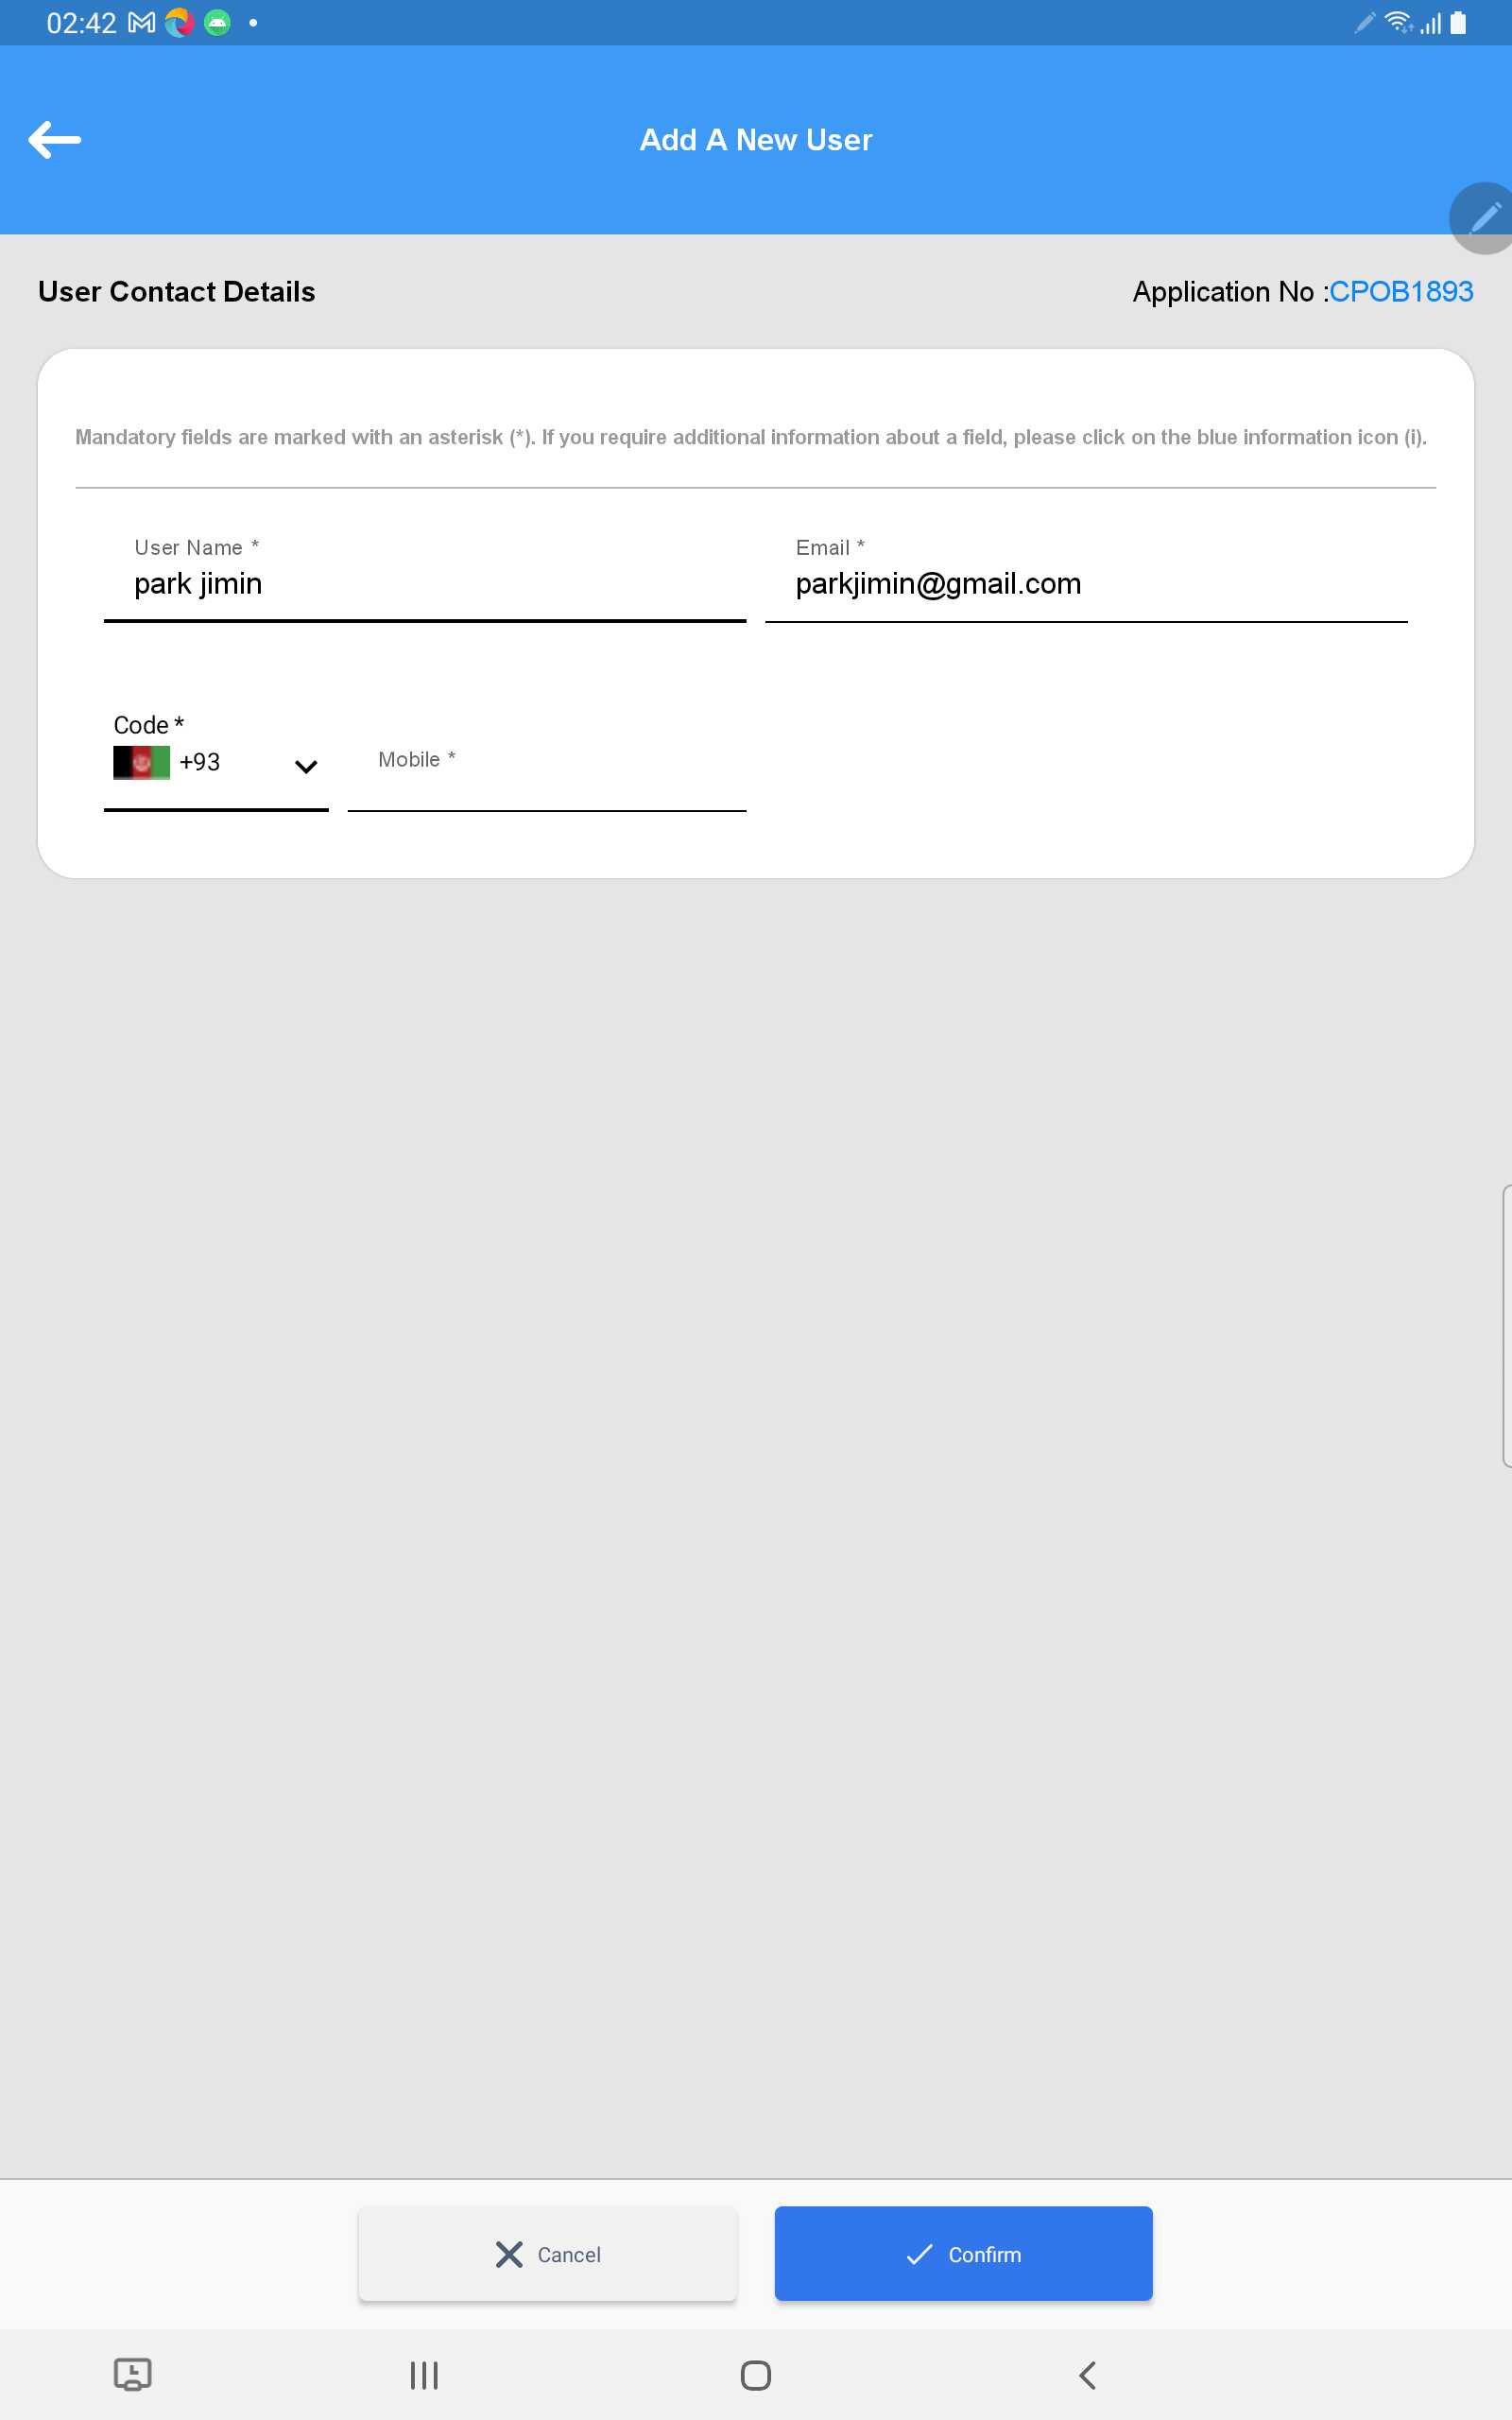 02:42
Add A New User
User Contact Details
Application No :CPOB1893
Mandatory fields are marked with an asterisk (*). If you require additional information about a field, please click on the blue information icon (i).
User Name *
park jimin
Email *
parkjimin@gmail.com
Code *
+93
Mobile *
Cancel
Confirm